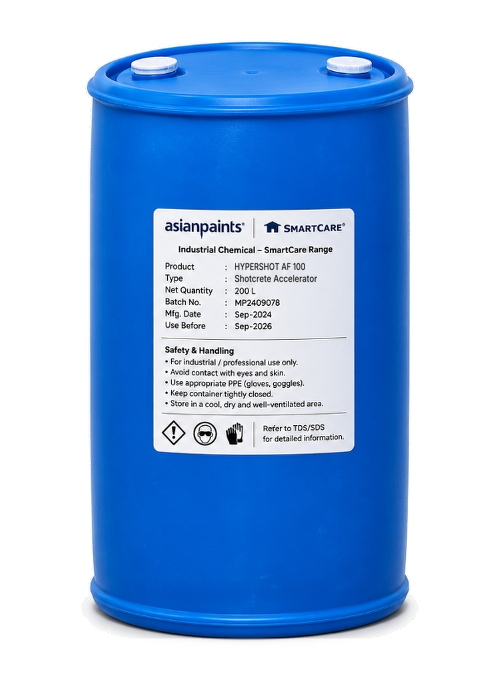 asianpaints® | SMARTCARE®
Industrial Chemical – SmartCare Range
Product : HYPERSHOT AF 100
Type : Shotcrete Accelerator
Net Quantity : 200 L
Batch No. : MP2409078
Mfg. Date : Sep-2024
Use Before : Sep-2026
Safety & Handling
• For industrial / professional use only.
• Avoid contact with eyes and skin.
• Use appropriate PPE (gloves, goggles).
• Keep container tightly closed.
• Store in a cool, dry and well-ventilated area.
Refer to TDS/SDS
for detailed information.